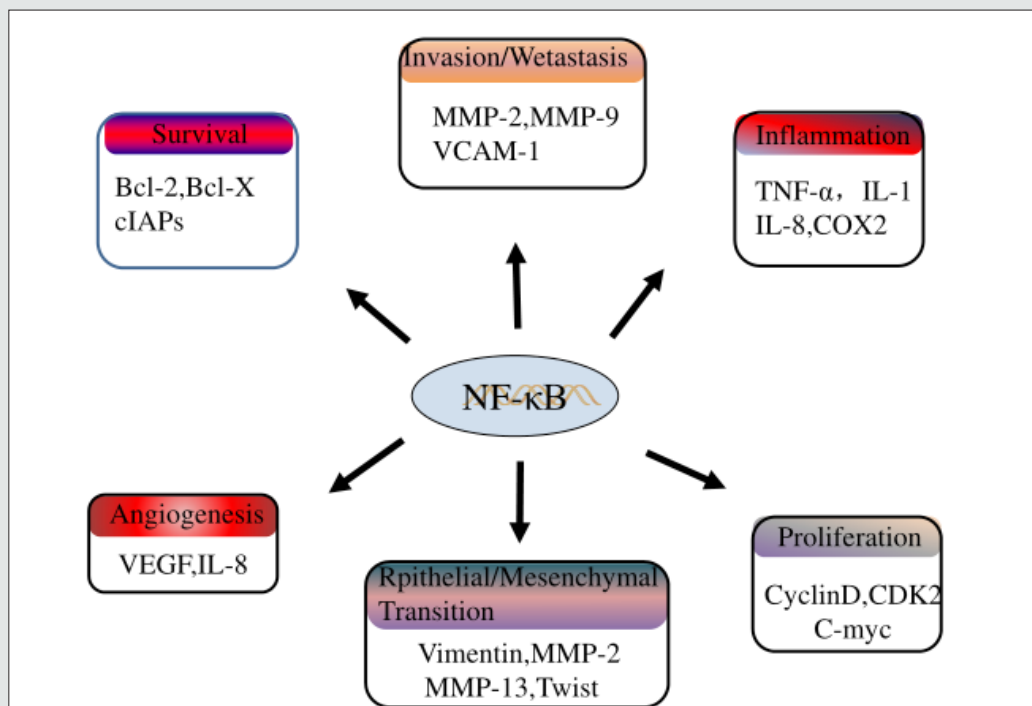 Invasion/Wetastasis
MMP-2,MMP-9
VCAM-1
Survival
Bcl-2,Bcl-X
cIAPs
Inflammation
TNF-α，IL-1
IL-8,COX2
NF-κB
Angiogenesis
VEGF,IL-8
Rpithelial/Mesenchymal
Transition
Vimentin,MMP-2
MMP-13,Twist
Proliferation
CyclinD,CDK2
C-myc